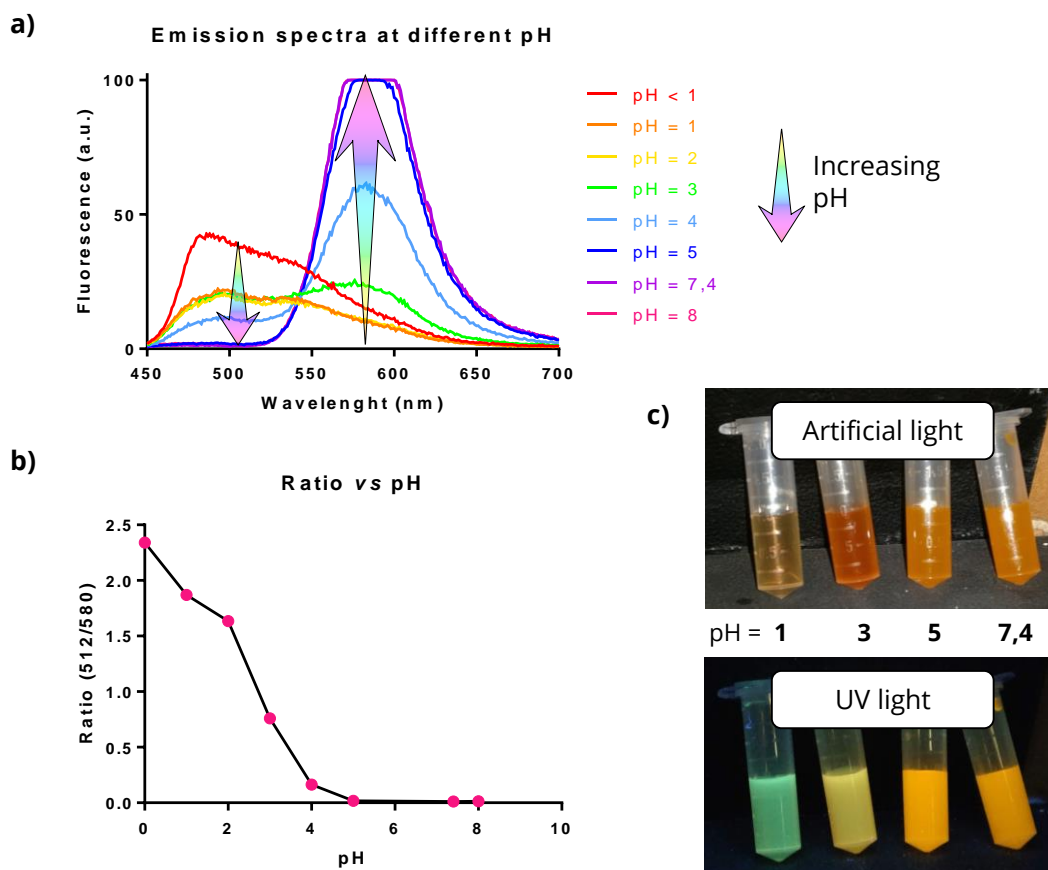 a)
Emission spectra at different pH
Fluorescence (a.u.)
100
50
0
450
500
550
600
650
700
Wavelenght (nm)
pH < 1
pH = 1
pH = 2
pH = 3
pH = 4
pH = 5
pH = 7,4
pH = 8
Increasing
pH
b)
Ratio vs pH
Ratio (512/580)
2.5
2.0
1.5
1.0
0.5
0.0
0
2
4
6
8
10
pH
c)
Artificial light
pH = 1 3 5 7,4
UV light